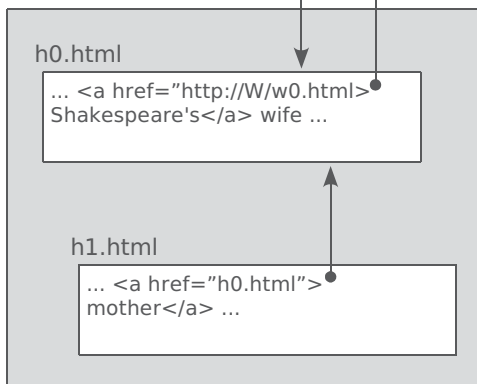 h0.html
... <a href=”http://W/w0.html>
Shakespeare's</a> wife ...
h1.html
... <a href=”h0.html”>
mother</a> ...